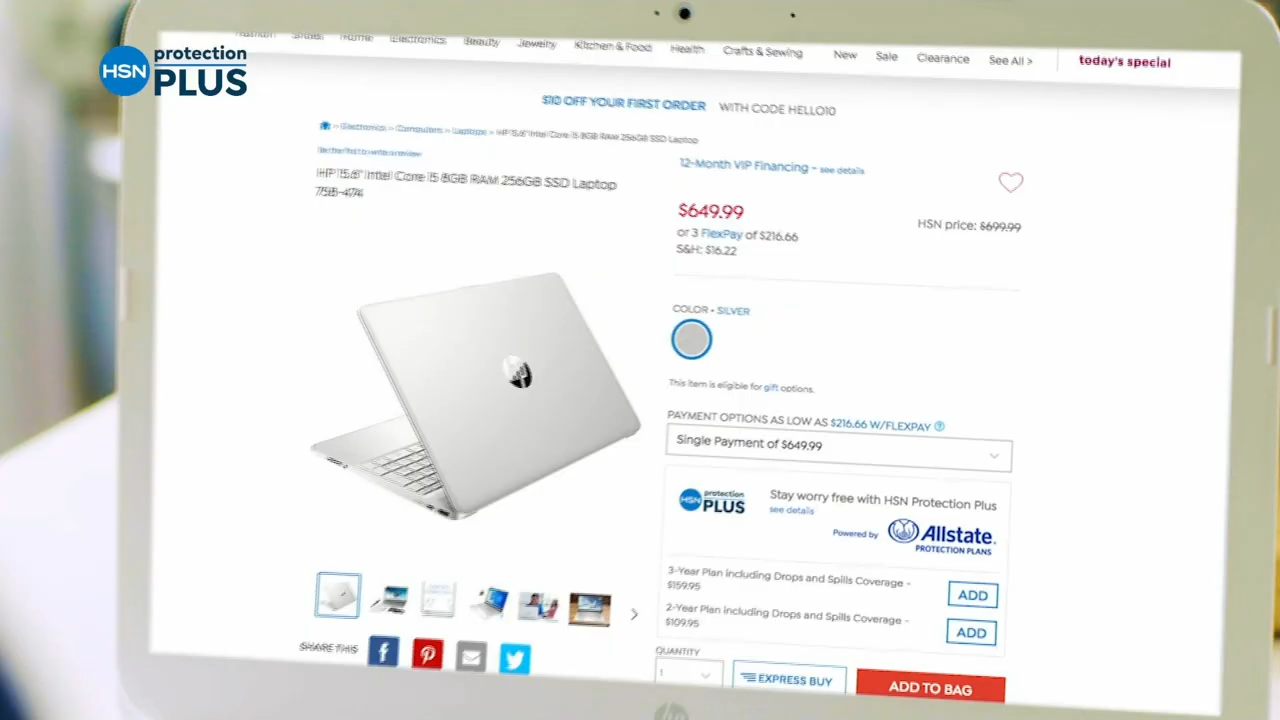 HSN protection PLUS
Fashion Shoes Home Electronics Beauty Jewelry Kitchen & Food Health Crafts & Sewing New Sale Clearance See All > today's special
$10 OFF YOUR FIRST ORDER WITH CODE HELLO10
> Electronics > Computers > Laptops > HP 15.6" Intel Core i5 8GB RAM 256GB SSD Laptop
Be the first to write a review
HP 15.6" Intel Core i5 8GB RAM 256GB SSD Laptop
12-Month VIP Financing - see details
$649.99
HSN price: $699.99
or 3 FlexPay of $216.66
S&H: $16.22
COLOR - SILVER
This item is eligible for gift options.
PAYMENT OPTIONS AS LOW AS $216.66 W/FLEXPAY ?
Single Payment of $649.99
HSN protection PLUS
Stay worry free with HSN Protection Plus
see details
Powered by Allstate.
PROTECTION PLANS
3-Year Plan including Drops and Spills Coverage -
$159.95
ADD
2-Year Plan including Drops and Spills Coverage -
$109.95
ADD
SHARE THIS
QUANTITY
1
EXPRESS BUY
ADD TO BAG
hp